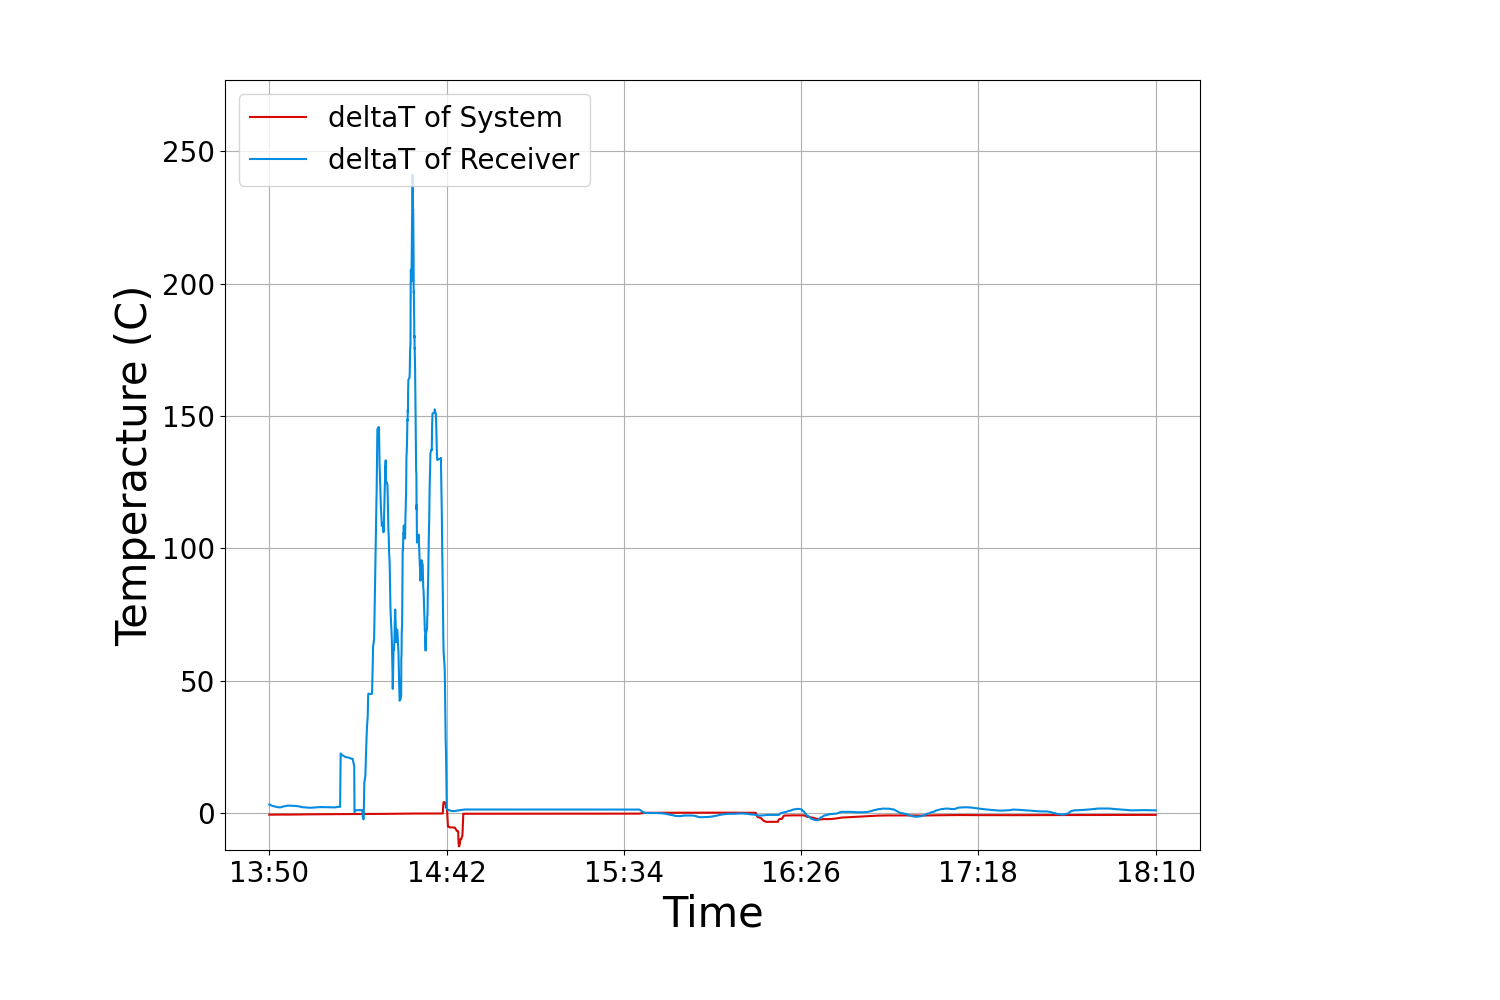 deltaT of System
deltaT of Receiver
250
200
150
100
50
0
Temperacture (C)
13:50 14:42 15:34 16:26 17:18 18:10
Time